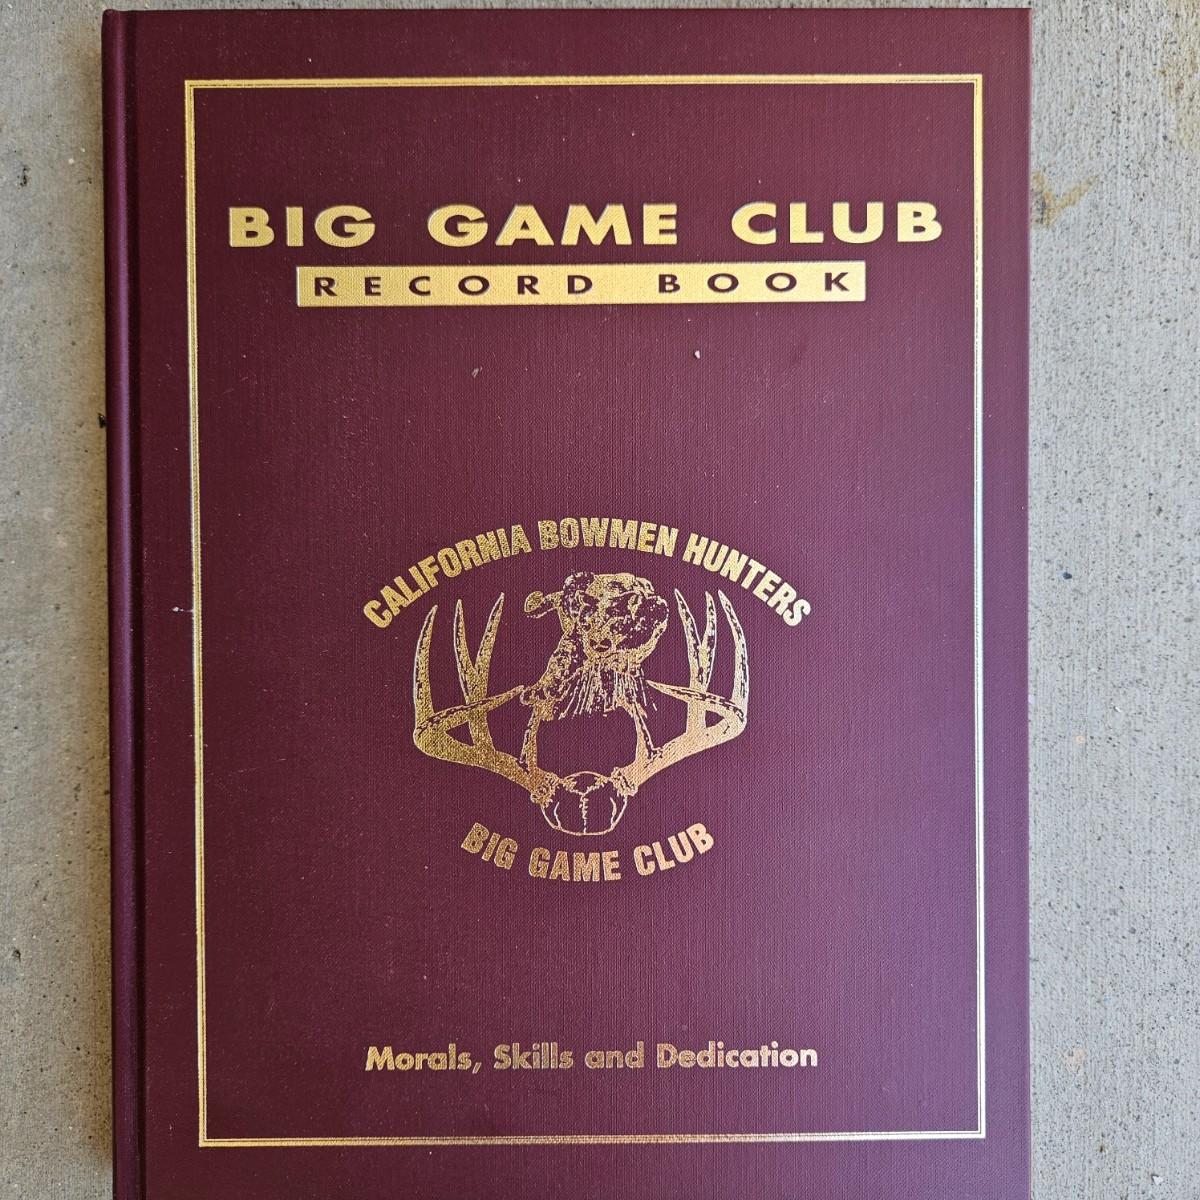 BIG GAME CLUB
RECORD BOOK
CALIFORNIA BOWMEN HUNTERS
BIG GAME CLUB
Morals, Skills and Dedication